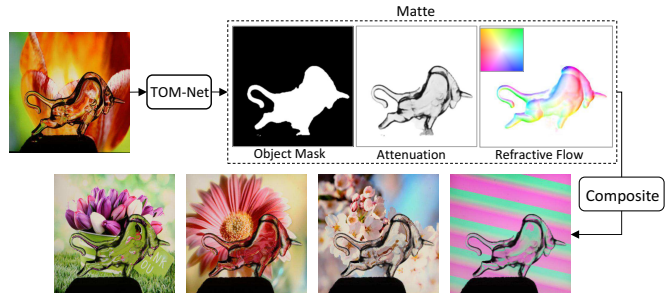 Matte
TOM-Net
Object Mask
Attenuation
Refractive Flow
Composite